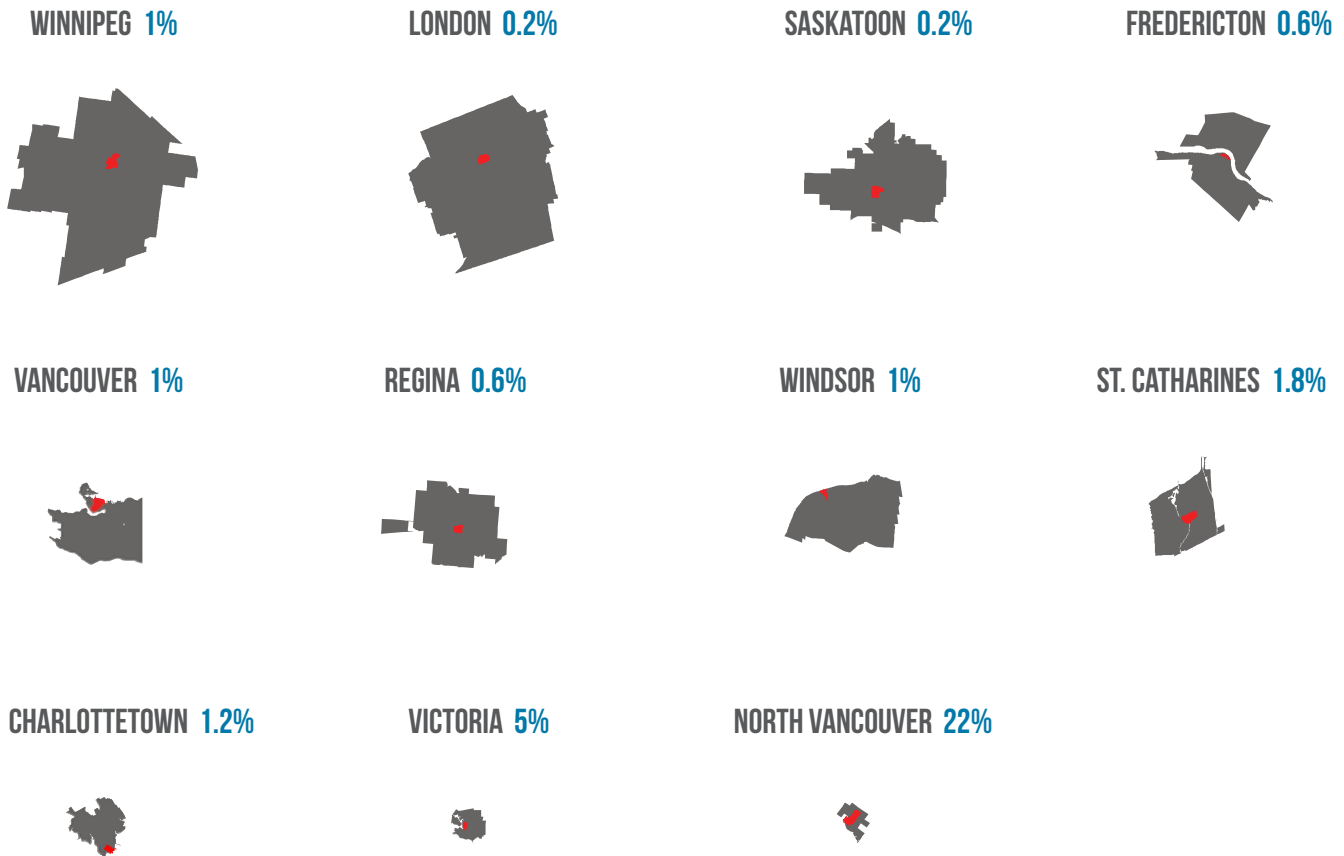 WINNIPEG 1%
LONDON 0.2%
SASKATOON 0.2%
FREDERICTON 0.6%
VANCOUVER 1%
REGINA 0.6%
WINDSOR 1%
ST. CATHARINES 1.8%
CHARLOTTETOWN 1.2%
VICTORIA 5%
NORTH VANCOUVER 22%